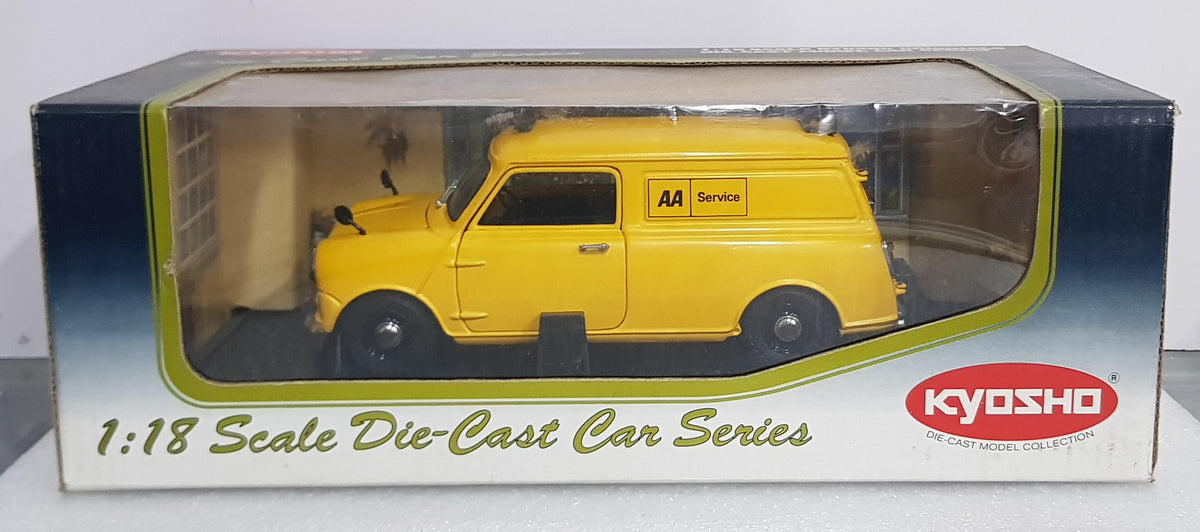 AA Service
1:18 Scale Die-Cast Car Series
KYOSHO ®
DIE-CAST MODEL COLLECTION